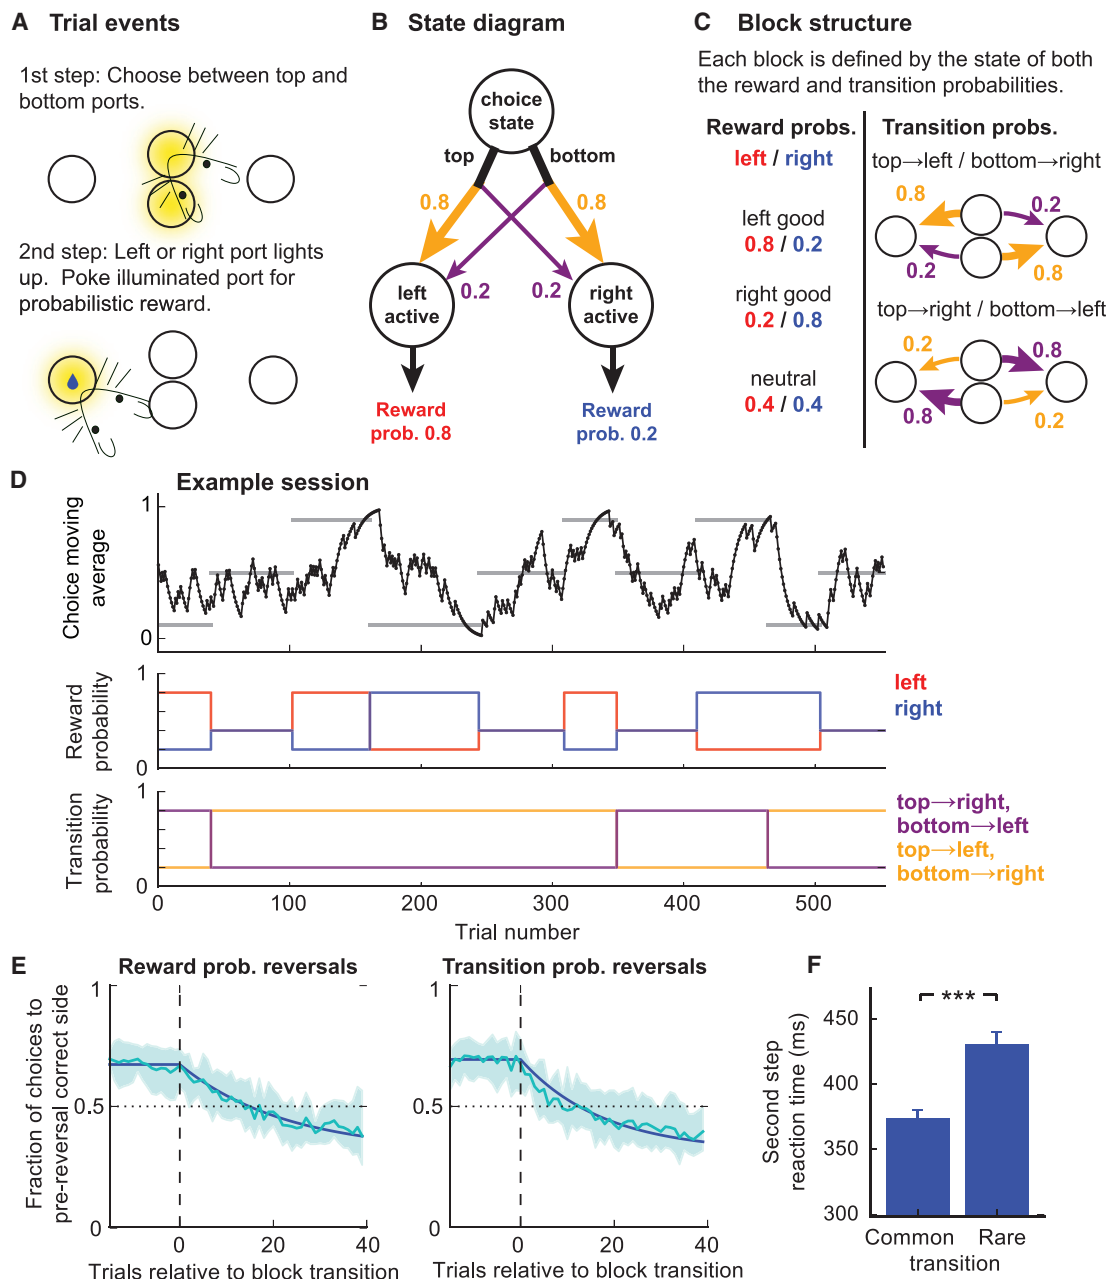 A Trial events
1st step: Choose between top and
bottom ports.
2nd step: Left or right port lights
up. Poke illuminated port for
probabilistic reward.
B State diagram
choice
state
top
bottom
0.8
0.8
0.2
0.2
left
active
right
active
Reward
prob. 0.8
Reward
prob. 0.2
C Block structure
Each block is defined by the state of both
the reward and transition probabilities.
Reward probs.
left / right
left good
0.8 / 0.2
right good
0.2 / 0.8
neutral
0.4 / 0.4
Transition probs.
top→left / bottom→right
0.8
0.2
0.2
0.8
top→right / bottom→left
0.2
0.8
0.8
0.2
D Example session
Choice moving
average
1
0
Reward
probability
1
0
left
right
Transition
probability
1
0
top→right,
bottom→left
top→left,
bottom→right
0 100 200 300 400 500
Trial number
E Reward prob. reversals
Fraction of choices to
pre-reversal correct side
1
0.5
0
0 20 40
Trials relative to block transition
Transition prob. reversals
1
0.5
0
0 20 40
Trials relative to block transition
F
***
Second step
reaction time (ms)
450
400
350
300
Common Rare
transition